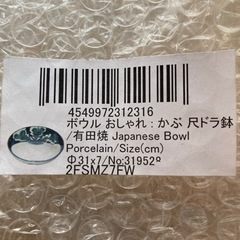 4549972312316
ボウル おしゃれ : かぶ 尺ドラ鉢
/有田焼 Japanese Bowl
Porcelain/Size(cm)
Φ31x7/No:31952º
2FSMZ7FW